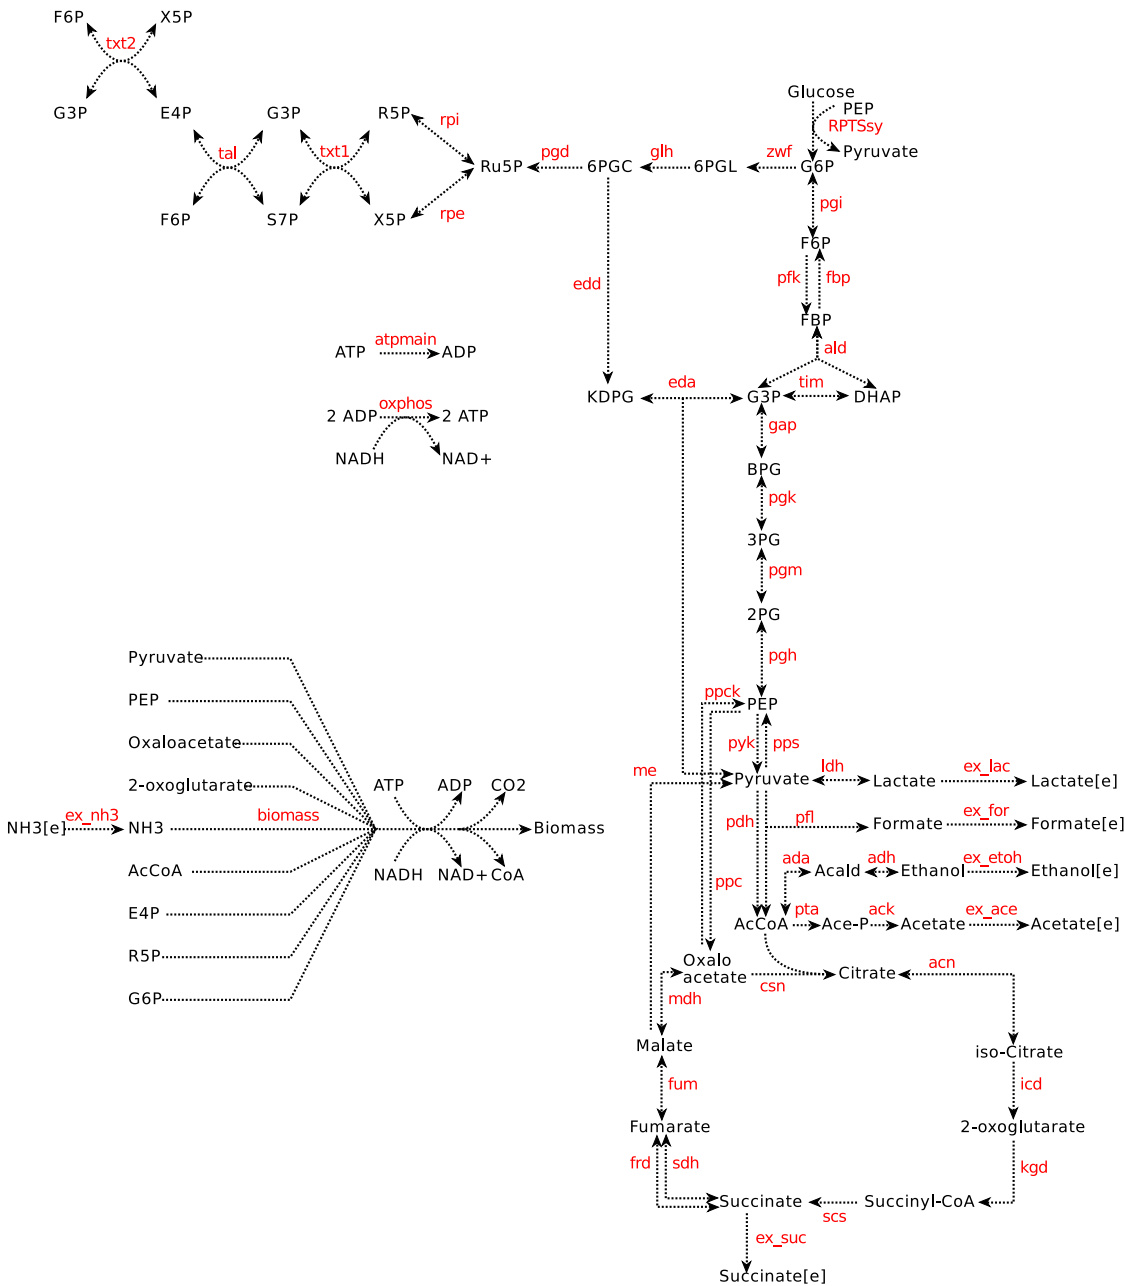 F6P X5P
txt2
G3P E4P G3P R5P
tal txt1 rpi
F6P S7P X5P
rpe
Ru5P pgd 6PGC glh 6PGL zwf G6P
Glucose
PEP
RPTSsy
Pyruvate
pgi
F6P
pfk fbp
FBP
ald
edd
KDPG eda G3P tim DHAP
ATP atpmain ADP
2 ADP oxphos 2 ATP
NADH NAD+
gap
BPG
pgk
3PG
pgm
2PG
pgh
ppck PEP
pyk pps
me Pyruvate ldh Lactate ex_lac Lactate[e]
pdh pfl Formate ex_for Formate[e]
ppc ada Acald adh Ethanol ex_etoh Ethanol[e]
AcCoA pta Ace-P ack Acetate ex_ace Acetate[e]
Oxalo
acetate csn Citrate acn
mdh
Malate iso-Citrate
fum icd
Fumarate 2-oxoglutarate
frd sdh kgd
Succinate scs Succinyl-CoA
ex_suc
Succinate[e]
Pyruvate
PEP
Oxaloacetate
2-oxoglutarate ATP ADP CO2
NH3[e] ex_nh3 NH3 biomass Biomass
AcCoA NADH NAD+ CoA
E4P
R5P
G6P